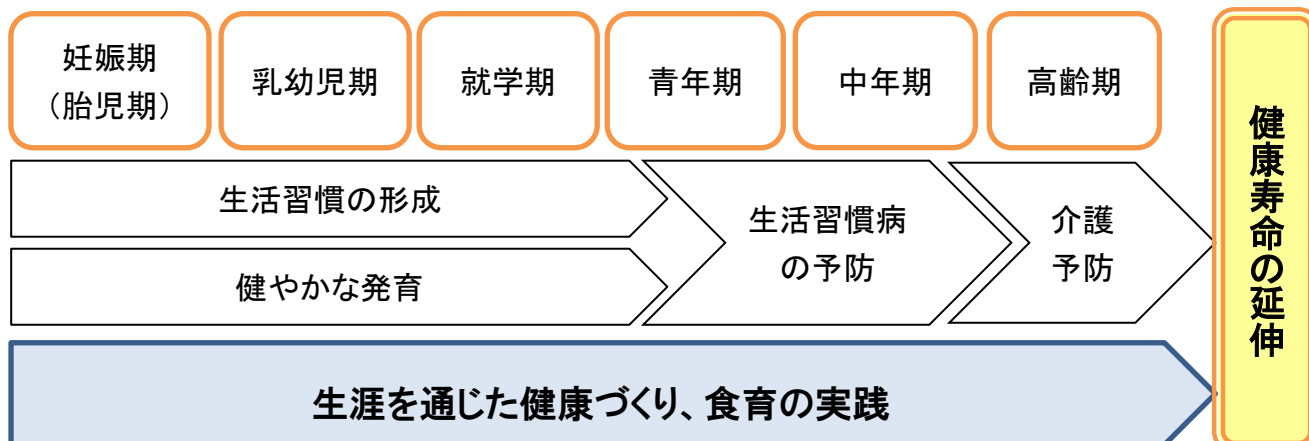 妊娠期
（胎児期）
乳幼児期
就学期
青年期
中年期
高齢期
生活習慣の形成
健やかな発育
生活習慣病
の予防
介護
予防
生涯を通じた健康づくり、食育の実践
健康寿命の延伸